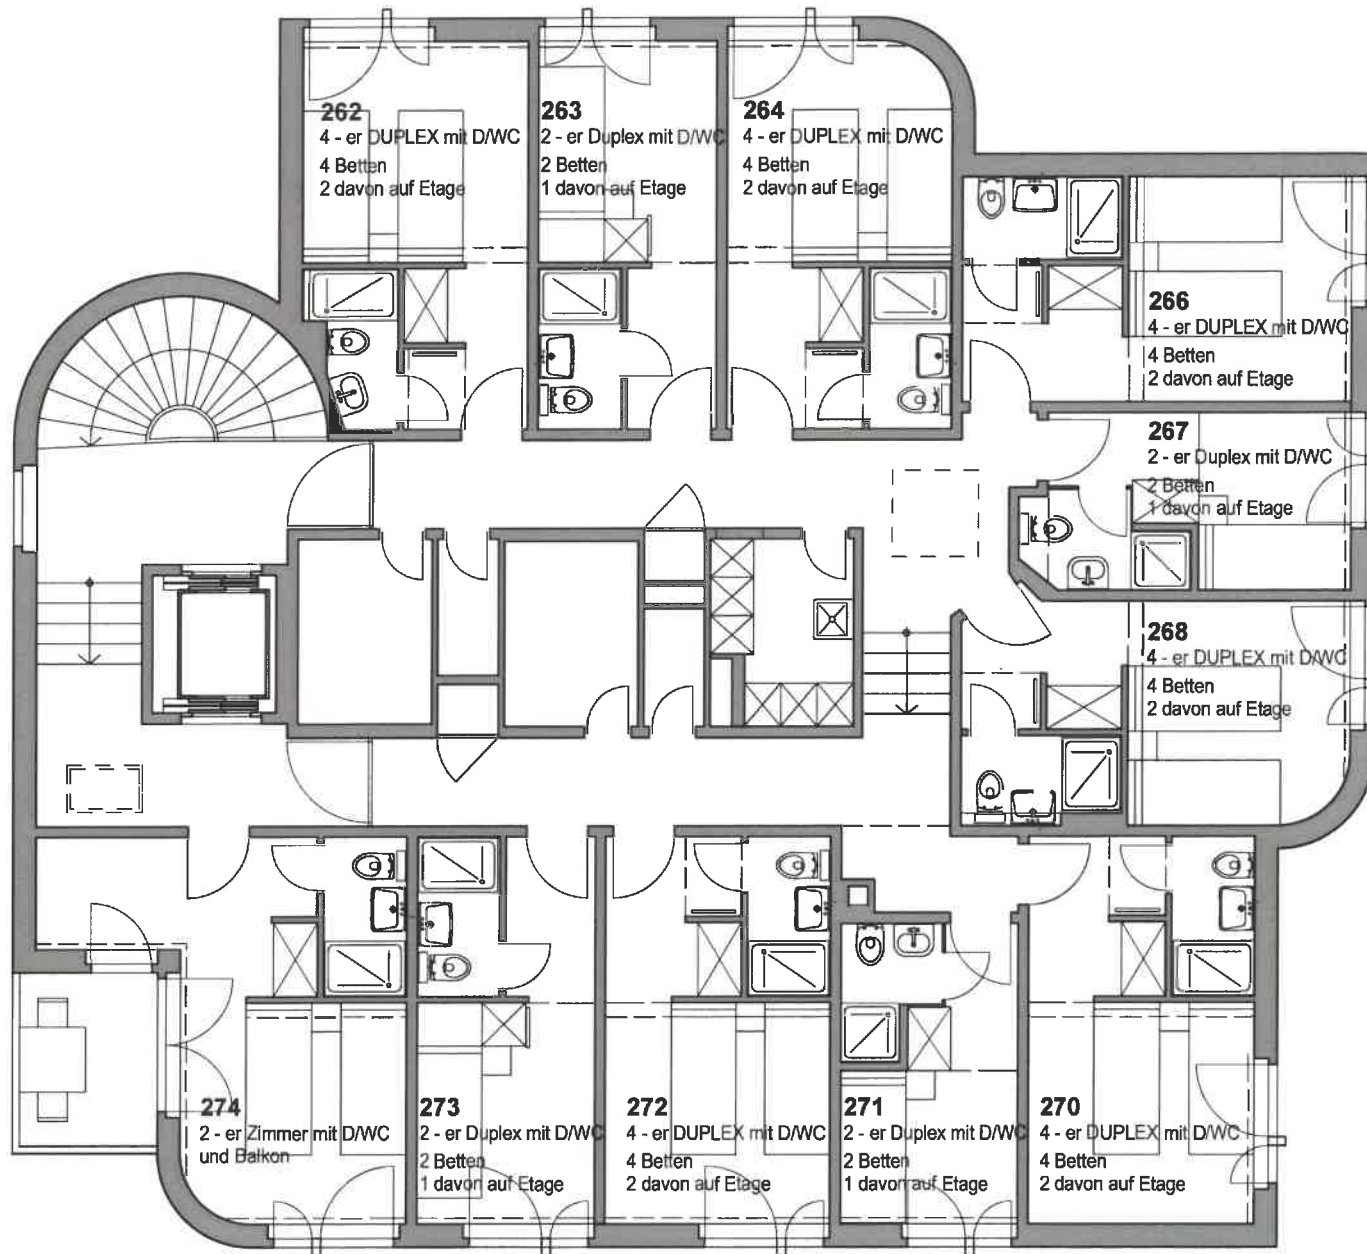 262
4 - er DUPLEX mit D/WC
4 Betten
2 davon auf Etage
263
2 - er Duplex mit D/WC
2 Betten
1 davon auf Etage
264
4 - er DUPLEX mit D/WC
4 Betten
2 davon auf Etage
266
4 - er DUPLEX mit D/WC
4 Betten
2 davon auf Etage
267
2 - er Duplex mit D/WC
2 Betten
1 davon auf Etage
268
4 - er DUPLEX mit D/WC
4 Betten
2 davon auf Etage
274
2 - er Zimmer mit D/WC
und Balkon
273
2 - er Duplex mit D/WC
2 Betten
1 davon auf Etage
272
4 - er DUPLEX mit D/WC
4 Betten
2 davon auf Etage
271
2 - er Duplex mit D/WC
2 Betten
1 davon auf Etage
270
4 - er DUPLEX mit D/WC
4 Betten
2 davon auf Etage